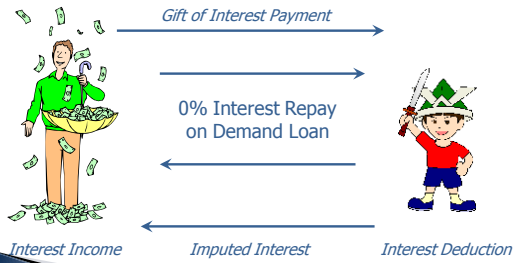 Gift of Interest Payment
0% Interest Repay
on Demand Loan
Interest Income Imputed Interest Interest Deduction